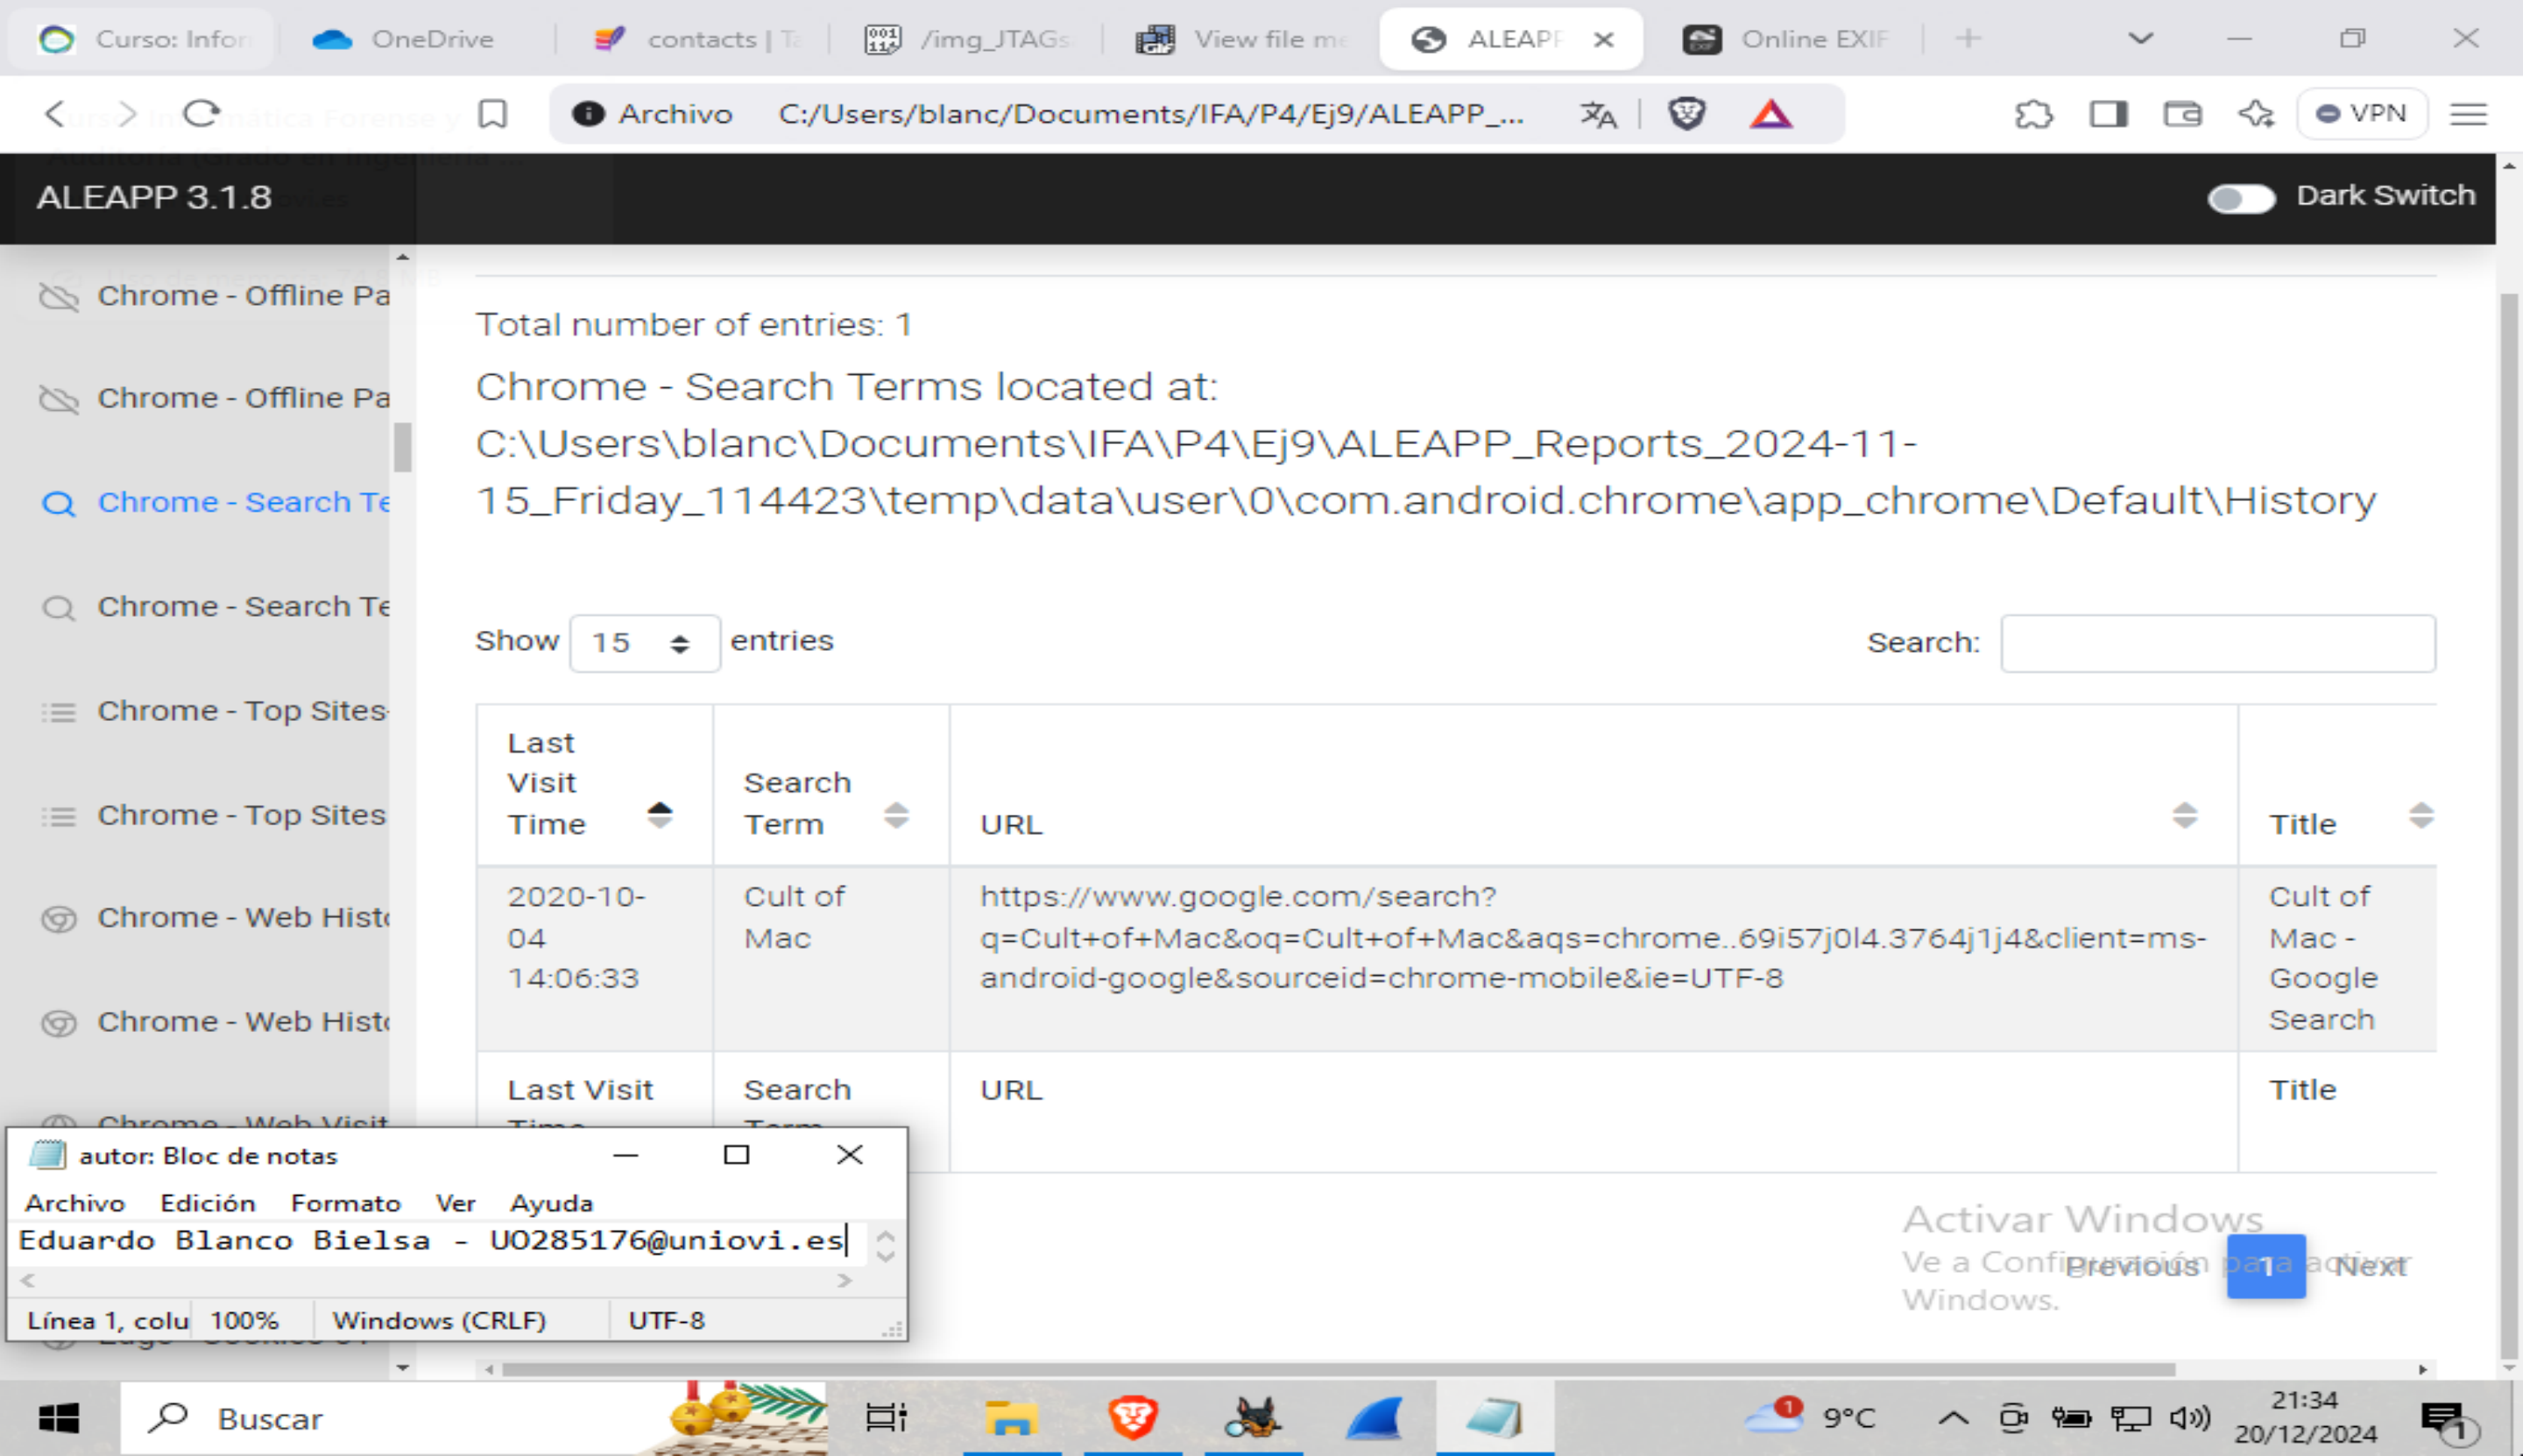 Curso: Infor
OneDrive
contacts | Ta
/img_JTAGs
View file me
ALEAPP
Online EXIF
Archivo C:/Users/blanc/Documents/IFA/P4/Ej9/ALEAPP_...
VPN
ALEAPP 3.1.8
Dark Switch
Chrome - Offline Pa
Chrome - Offline Pa
Chrome - Search Te
Chrome - Search Te
Chrome - Top Sites-
Chrome - Top Sites
Chrome - Web Histo
Chrome - Web Histo
Chrome - Web Visit
Total number of entries: 1
Chrome - Search Terms located at:
C:\Users\blanc\Documents\IFA\P4\Ej9\ALEAPP_Reports_2024-11-
15_Friday_114423\temp\data\user\0\com.android.chrome\app_chrome\Default\History
Show 15 entries
Search:
Last
Visit
Time
Search
Term
URL
Title
2020-10-
04
14:06:33
Cult of
Mac
https://www.google.com/search?
q=Cult+of+Mac&oq=Cult+of+Mac&aqs=chrome..69i57j0l4.3764j1j4&client=ms-
android-google&sourceid=chrome-mobile&ie=UTF-8
Cult of
Mac -
Google
Search
Last Visit
Time
Search
Term
URL
Title
autor: Bloc de notas
Archivo Edición Formato Ver Ayuda
Eduardo Blanco Bielsa - UO285176@uniovi.es
Línea 1, colu 100% Windows (CRLF) UTF-8
Activar Windows
Ve a Configuración para activar
Windows.
Previous 1 Next
Buscar
1
9°C
21:34
20/12/2024
1